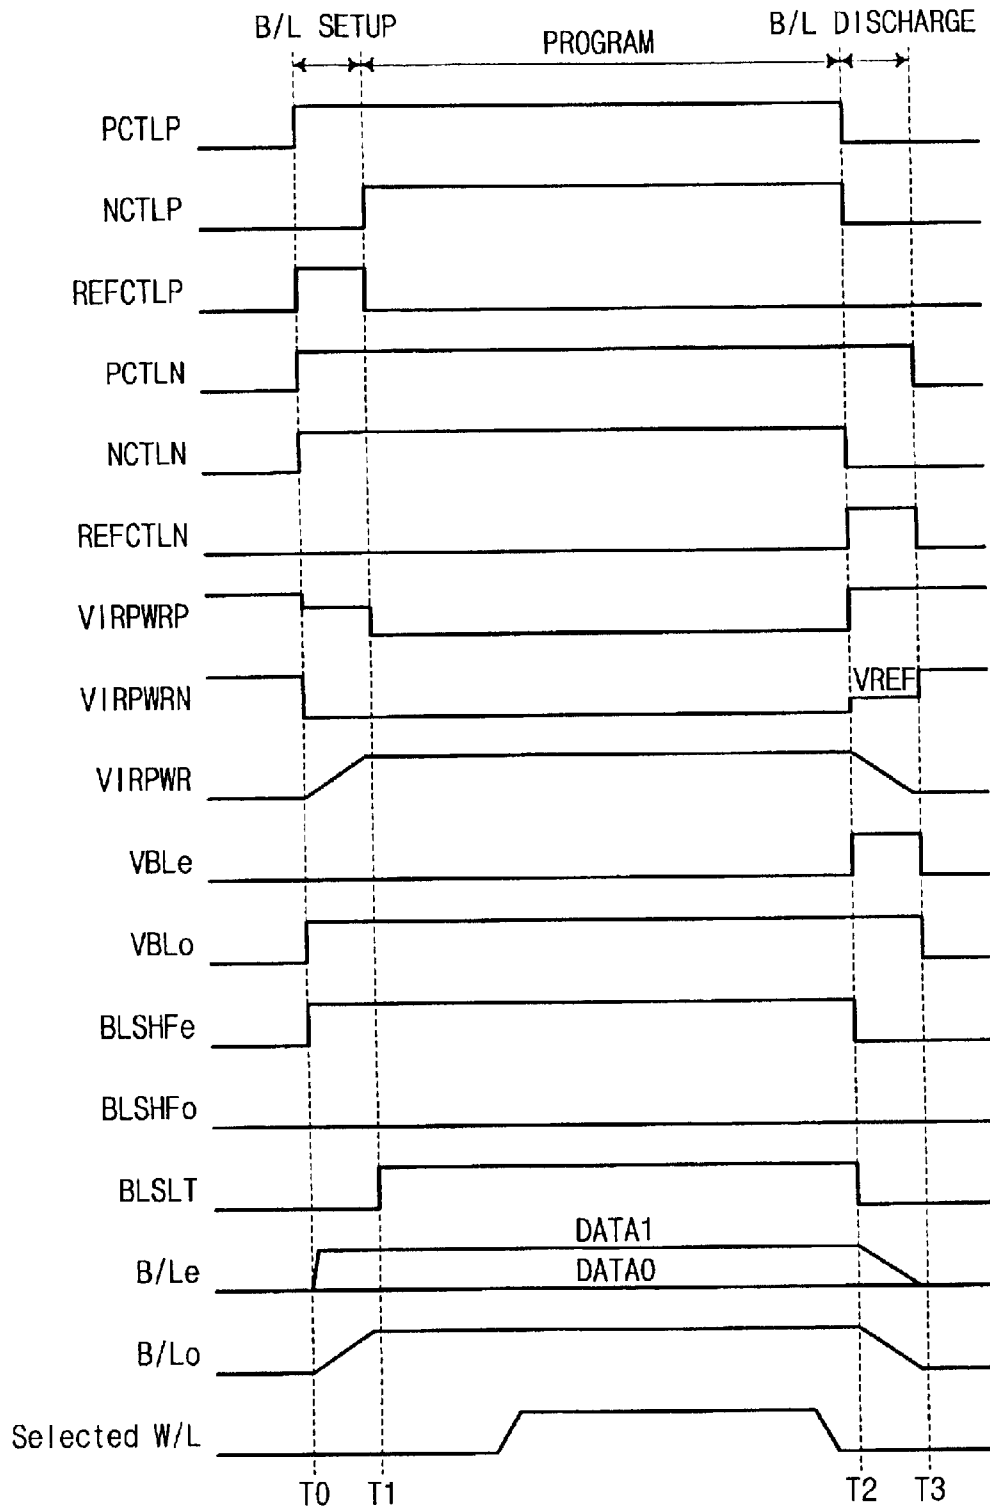 B/L SETUP
PROGRAM
B/L DISCHARGE
PCTLP
NCTLP
REFCTLP
PCTLN
NCTLN
REFCTLN
VIRPWRP
VIRPWRN
VREF
VIRPWR
VBLe
VBLo
BLSHFe
BLSHFo
BLSLT
DATA1
B/Le
DATA0
B/Lo
Selected W/L
T0 T1 T2 T3